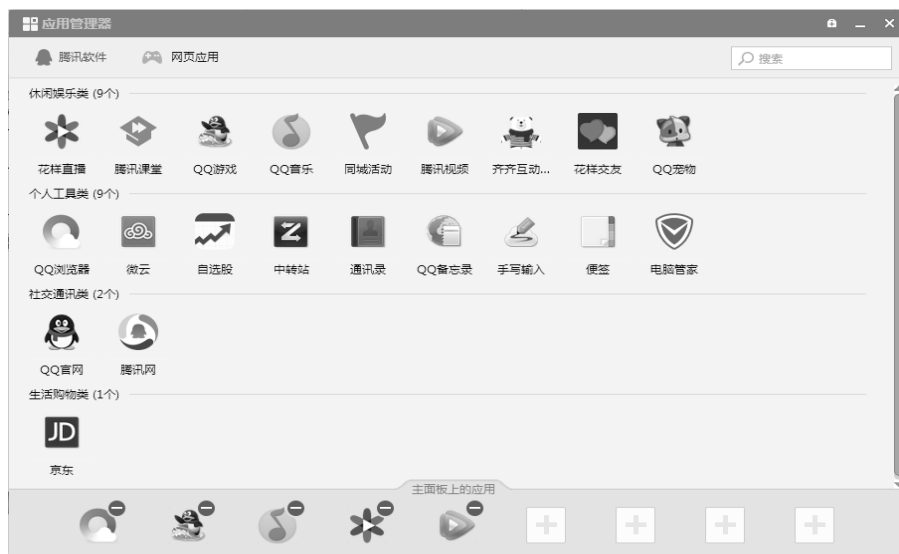 应用管理器
腾讯软件 网页应用 搜索
休闲娱乐类 (9个)
花样直播 腾讯课堂 QQ游戏 QQ音乐 同城活动 腾讯视频 齐齐互动... 花样交友 QQ宠物
个人工具类 (9个)
QQ浏览器 微云 自选股 中转站 通讯录 QQ备忘录 手写输入 便签 电脑管家
社交通讯类 (2个)
QQ官网 腾讯网
生活购物类 (1个)
JD
京东
主面板上的应用